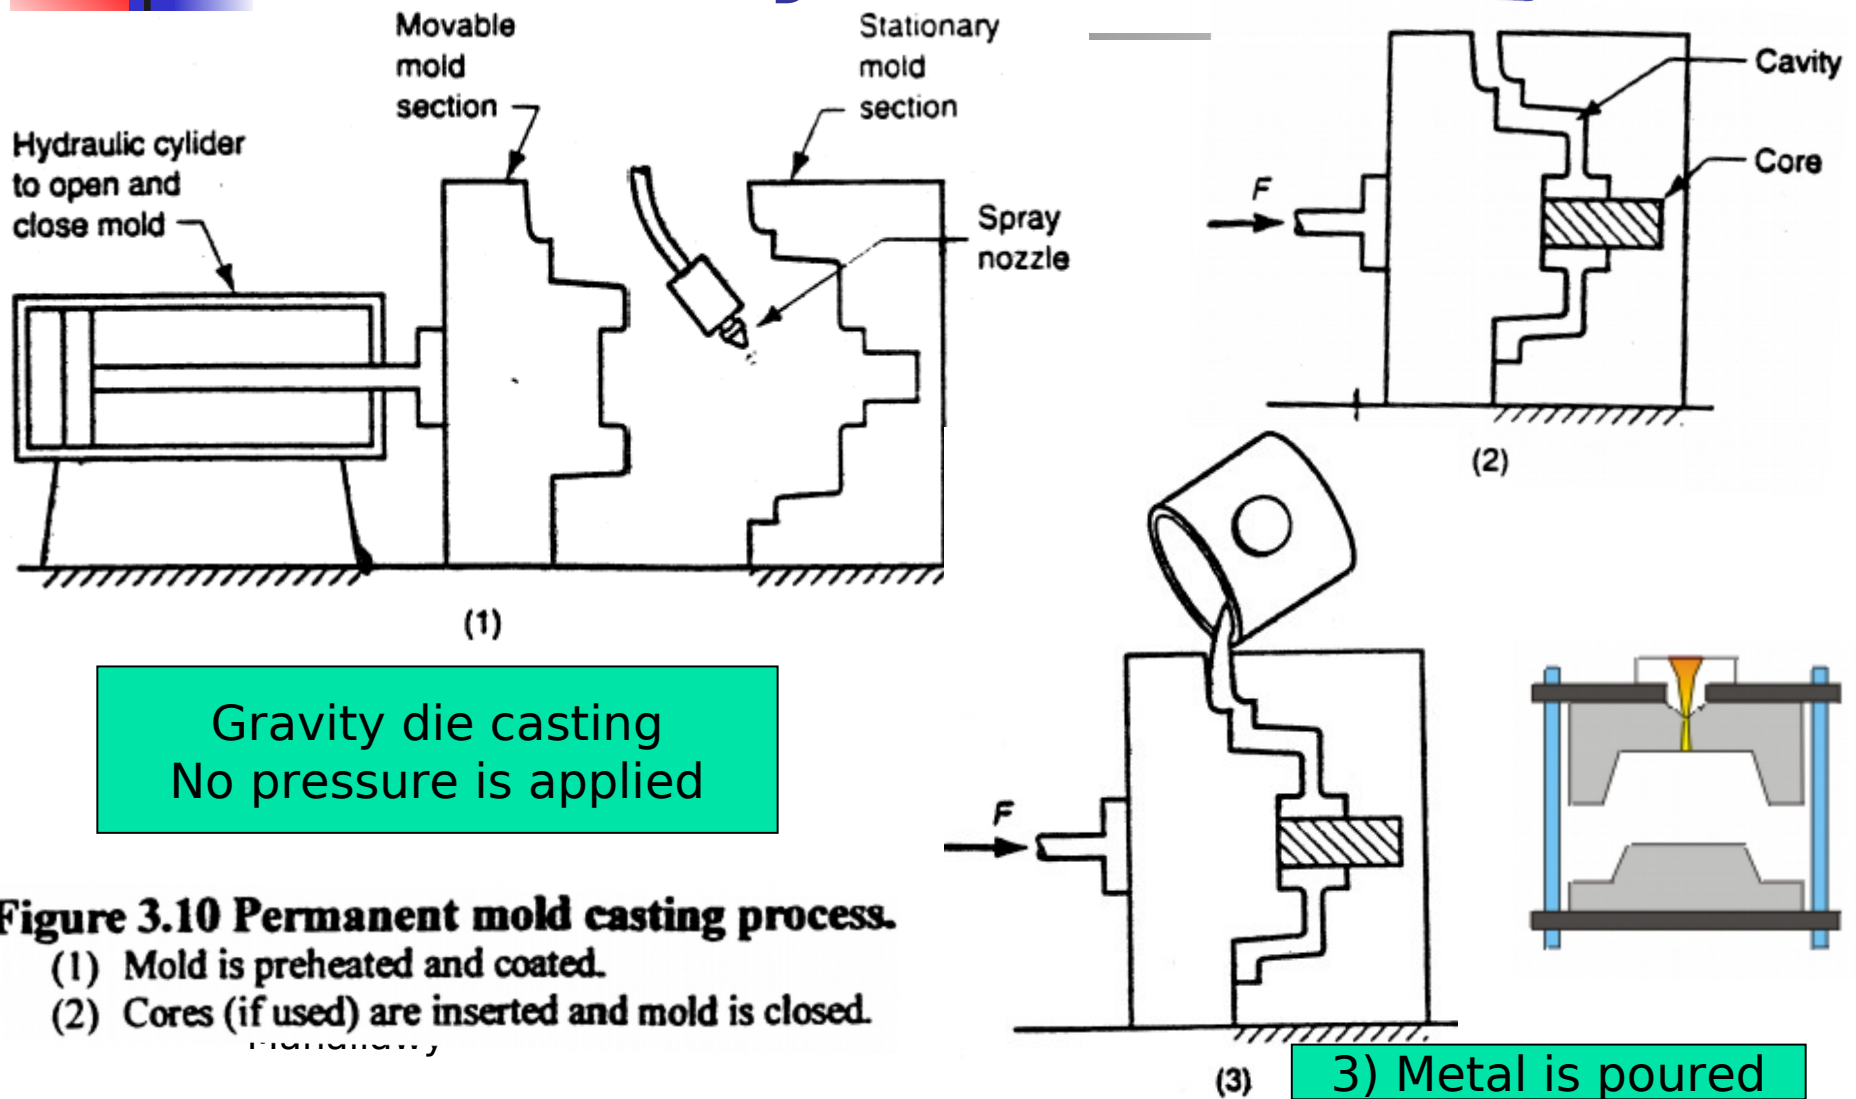 Movable
mold
section
Stationary
mold
section
Hydraulic cylider
to open and
close mold
Spray
nozzle
(1)
Cavity
Core
F
(2)
Gravity die casting
No pressure is applied
F
(3)
3) Metal is poured
Figure 3.10 Permanent mold casting process.
(1) Mold is preheated and coated.
(2) Cores (if used) are inserted and mold is closed.